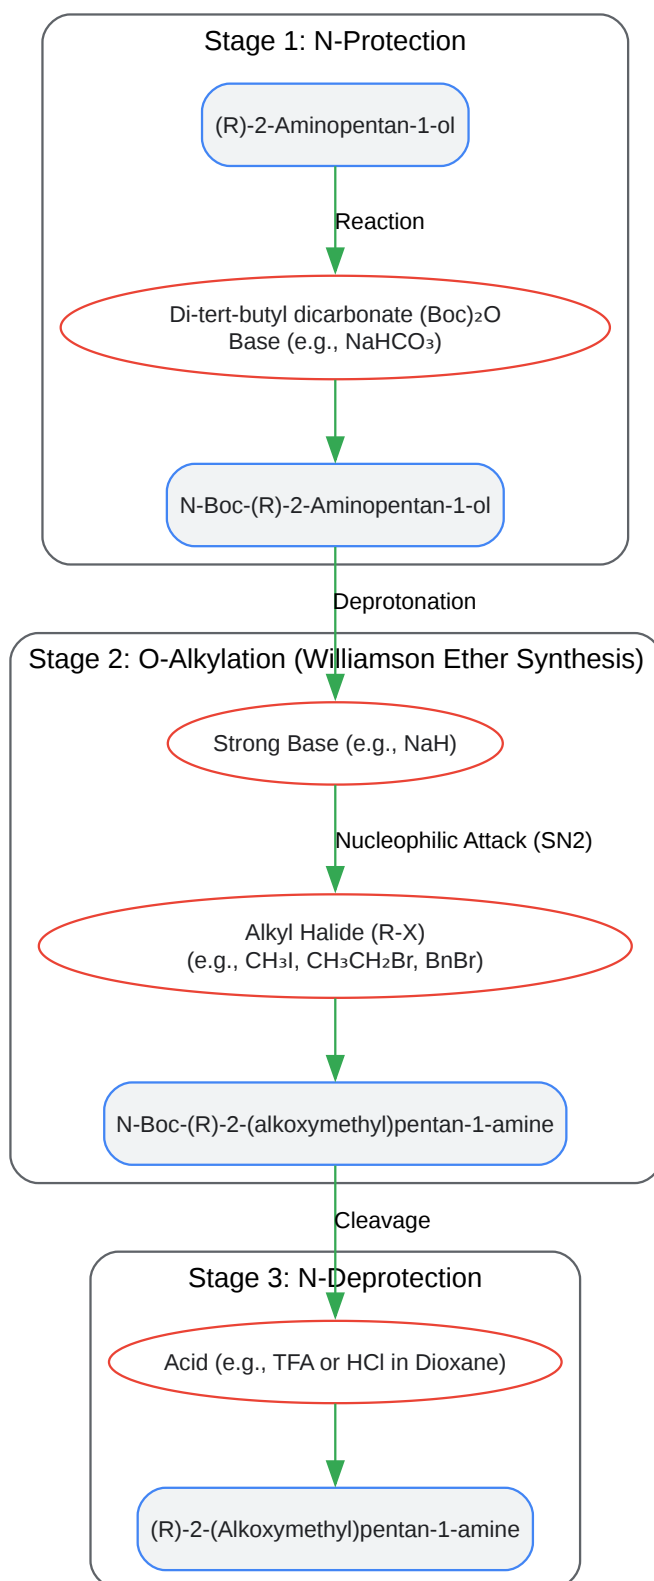 Stage 1: N-Protection
(R)-2-Aminopentan-1-ol
Reaction
Di-tert-butyl dicarbonate (Boc)₂O
Base (e.g., NaHCO₃)
N-Boc-(R)-2-Aminopentan-1-ol
Deprotonation
Stage 2: O-Alkylation (Williamson Ether Synthesis)
Strong Base (e.g., NaH)
Nucleophilic Attack (SN2)
Alkyl Halide (R-X)
(e.g., CH₃I, CH₃CH₂Br, BnBr)
N-Boc-(R)-2-(alkoxymethyl)pentan-1-amine
Cleavage
Stage 3: N-Deprotection
Acid (e.g., TFA or HCl in Dioxane)
(R)-2-(Alkoxymethyl)pentan-1-amine